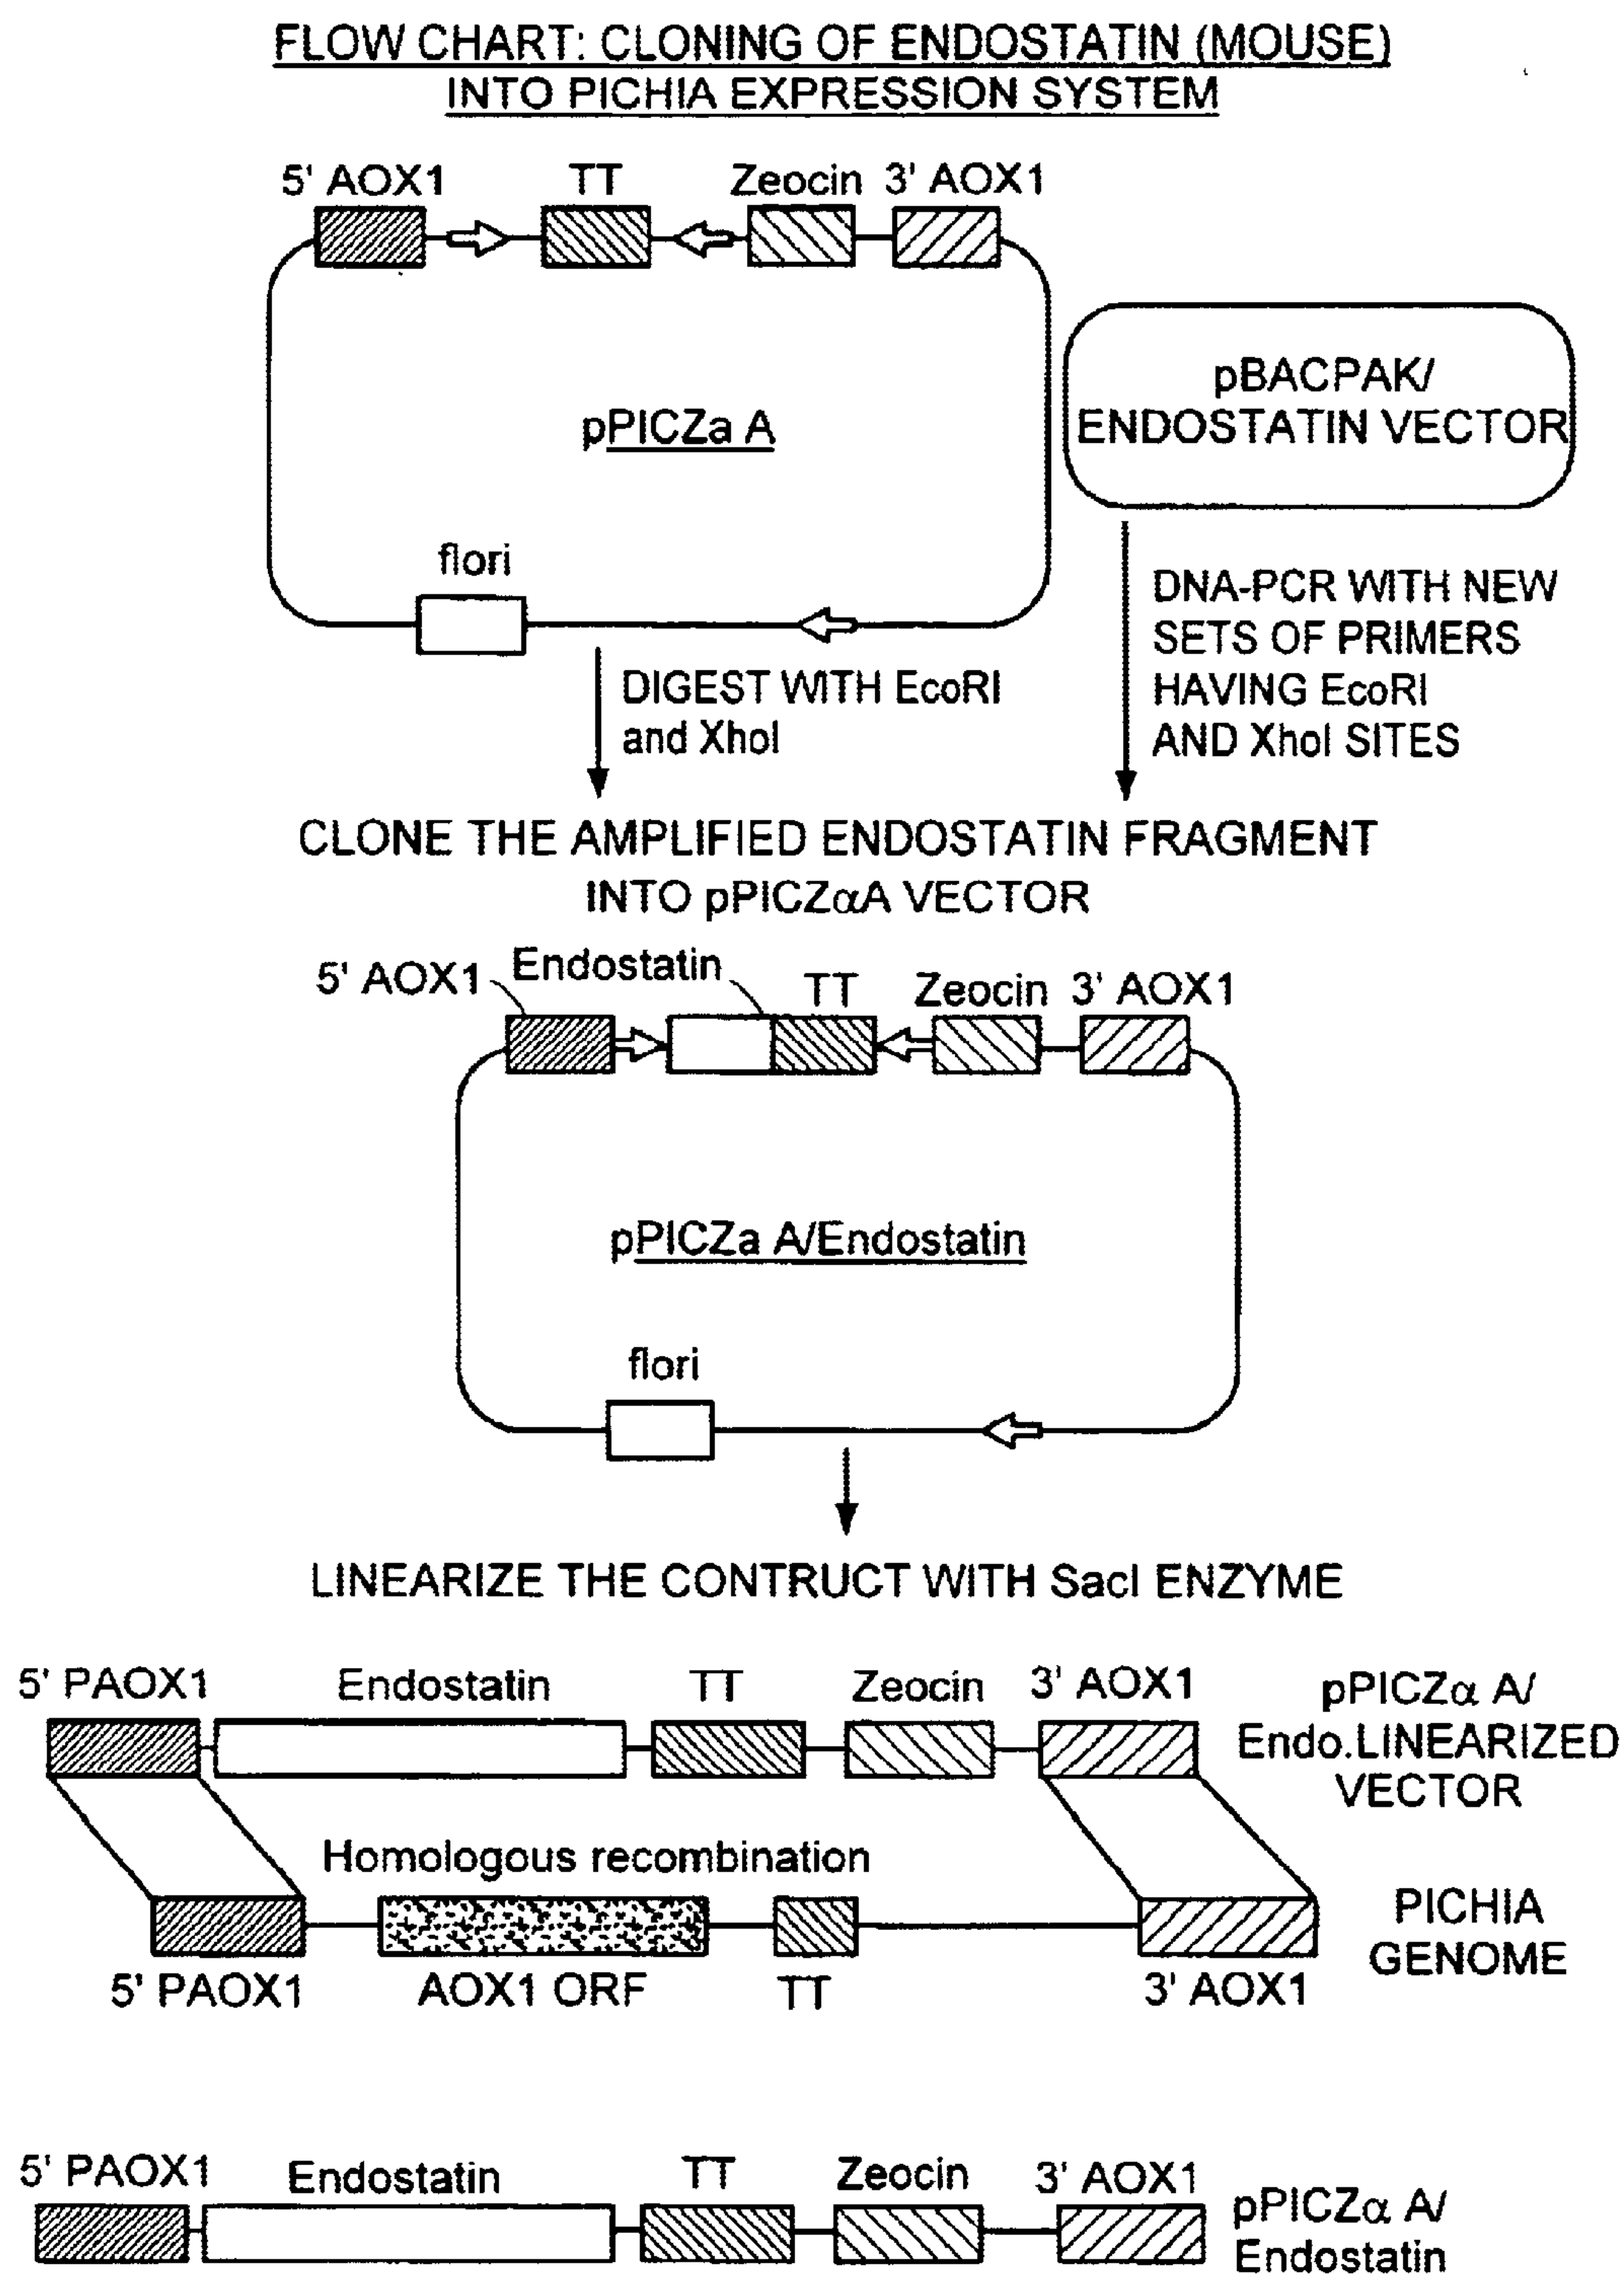 FLOW CHART: CLONING OF ENDOSTATIN (MOUSE)
INTO PICHIA EXPRESSION SYSTEM
5' AOX1
TT
Zeocin
3' AOX1
pPICZa A
flori
pBACPAK/
ENDOSTATIN VECTOR
DIGEST WITH EcoRI
and XhoI
DNA-PCR WITH NEW
SETS OF PRIMERS
HAVING EcoRI
AND XhoI SITES
CLONE THE AMPLIFIED ENDOSTATIN FRAGMENT
INTO pPICZαA VECTOR
5' AOX1
Endostatin
TT
Zeocin
3' AOX1
pPICZa A/Endostatin
flori
LINEARIZE THE CONTRUCT WITH SacI ENZYME
5' PAOX1
Endostatin
TT
Zeocin
3' AOX1
pPICZα A/
Endo.LINEARIZED
VECTOR
Homologous recombination
5' PAOX1
AOX1 ORF
TT
3' AOX1
PICHIA
GENOME
5' PAOX1
Endostatin
TT
Zeocin
3' AOX1
pPICZα A/
Endostatin